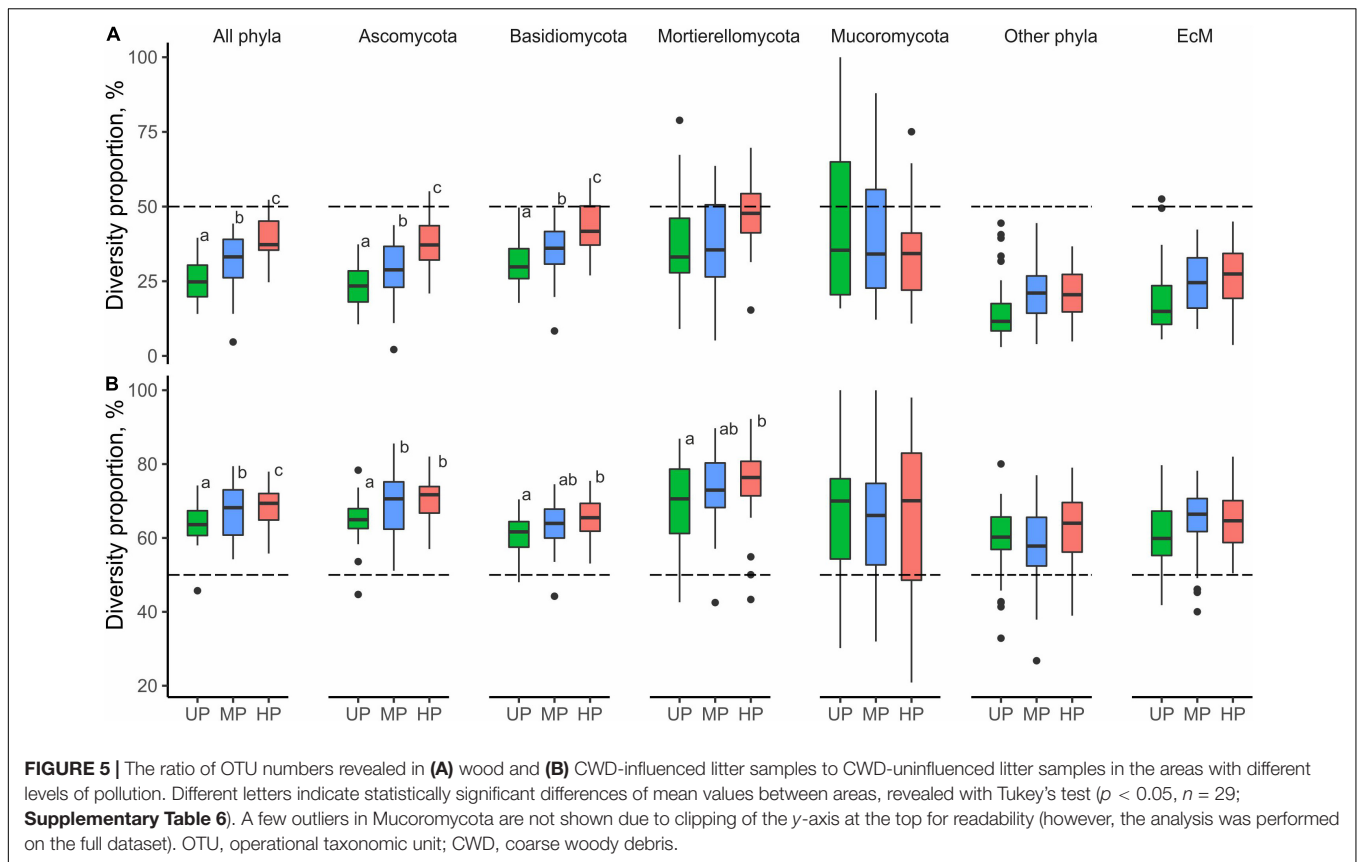 A
All phyla Ascomycota Basidiomycota Mortierellomycota Mucoromycota Other phyla EcM
Diversity proportion, %
100
75
50
25
0
a b c
a b c
a b c
B
Diversity proportion, %
100
80
60
40
20
a b c
a b b
a ab b
a ab b
UP MP HP UP MP HP UP MP HP UP MP HP UP MP HP UP MP HP UP MP HP
FIGURE 5 | The ratio of OTU numbers revealed in (A) wood and (B) CWD-influenced litter samples to CWD-uninfluenced litter samples in the areas with different
levels of pollution. Different letters indicate statistically significant differences of mean values between areas, revealed with Tukey's test (p < 0.05, n = 29;
Supplementary Table 6). A few outliers in Mucoromycota are not shown due to clipping of the y-axis at the top for readability (however, the analysis was performed
on the full dataset). OTU, operational taxonomic unit; CWD, coarse woody debris.